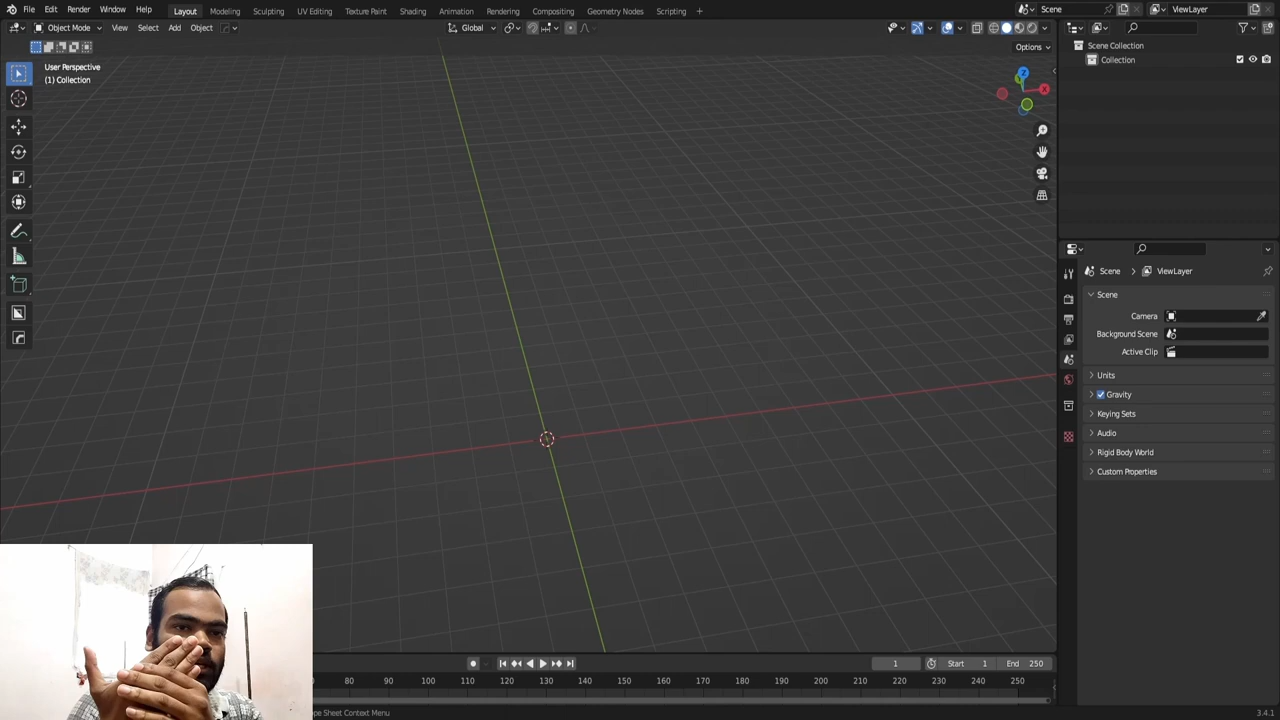 File Edit Render Window Help Layout Modeling Sculpting UV Editing Texture Paint Shading Animation Rendering Compositing Geometry Nodes Scripting + Scene ViewLayer
Object Mode View Select Add Object Global
Options
User Perspective
(1) Collection
Z
X
Scene Collection
Collection
Scene > ViewLayer
Scene
Camera
Background Scene
Active Clip
Units
Gravity
Keying Sets
Audio
Rigid Body World
Custom Properties
1 Start 1 End 250
80 90 100 110 120 130 140 150 160 170 180 190 200 210 220 230 240 250
Sheet Context Menu 3.4.1